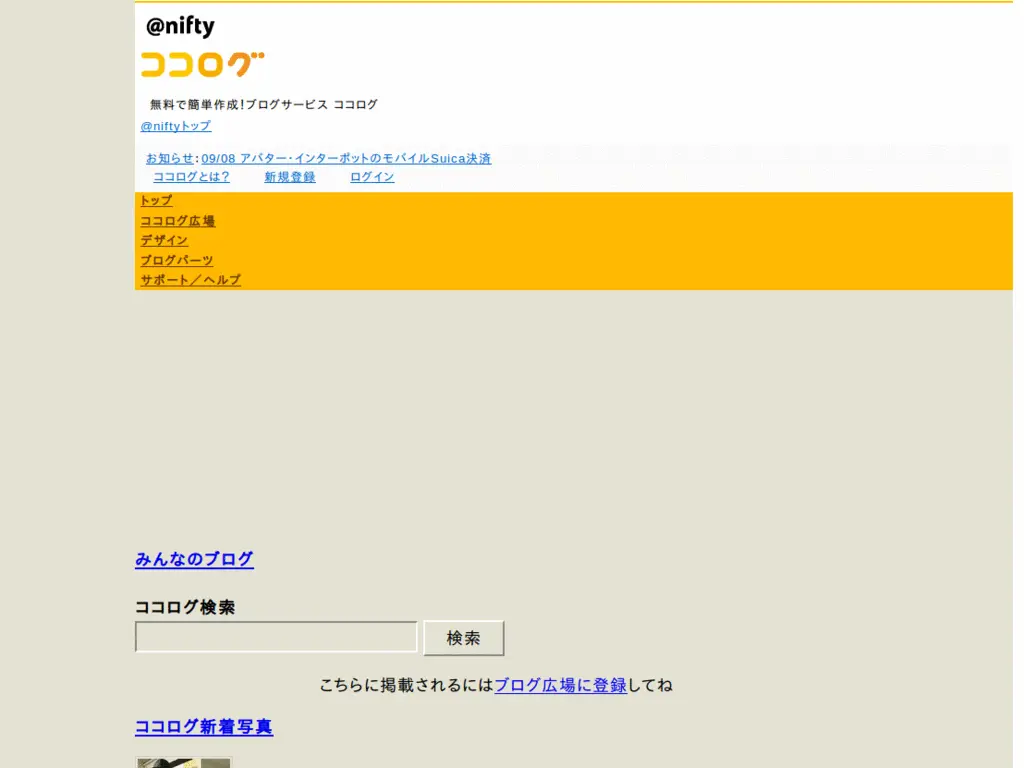 @nifty
ココログ
無料で簡単作成!ブログサービス ココログ
@niftyトップ
お知らせ：09/08 アバター・インターポットのモバイルSuica決済
ココログとは？ 新規登録 ログイン
トップ
ココログ広場
デザイン
ブログパーツ
サポート／ヘルプ
みんなのブログ
ココログ検索
検索
こちらに掲載されるにはブログ広場に登録してね
ココログ新着写真